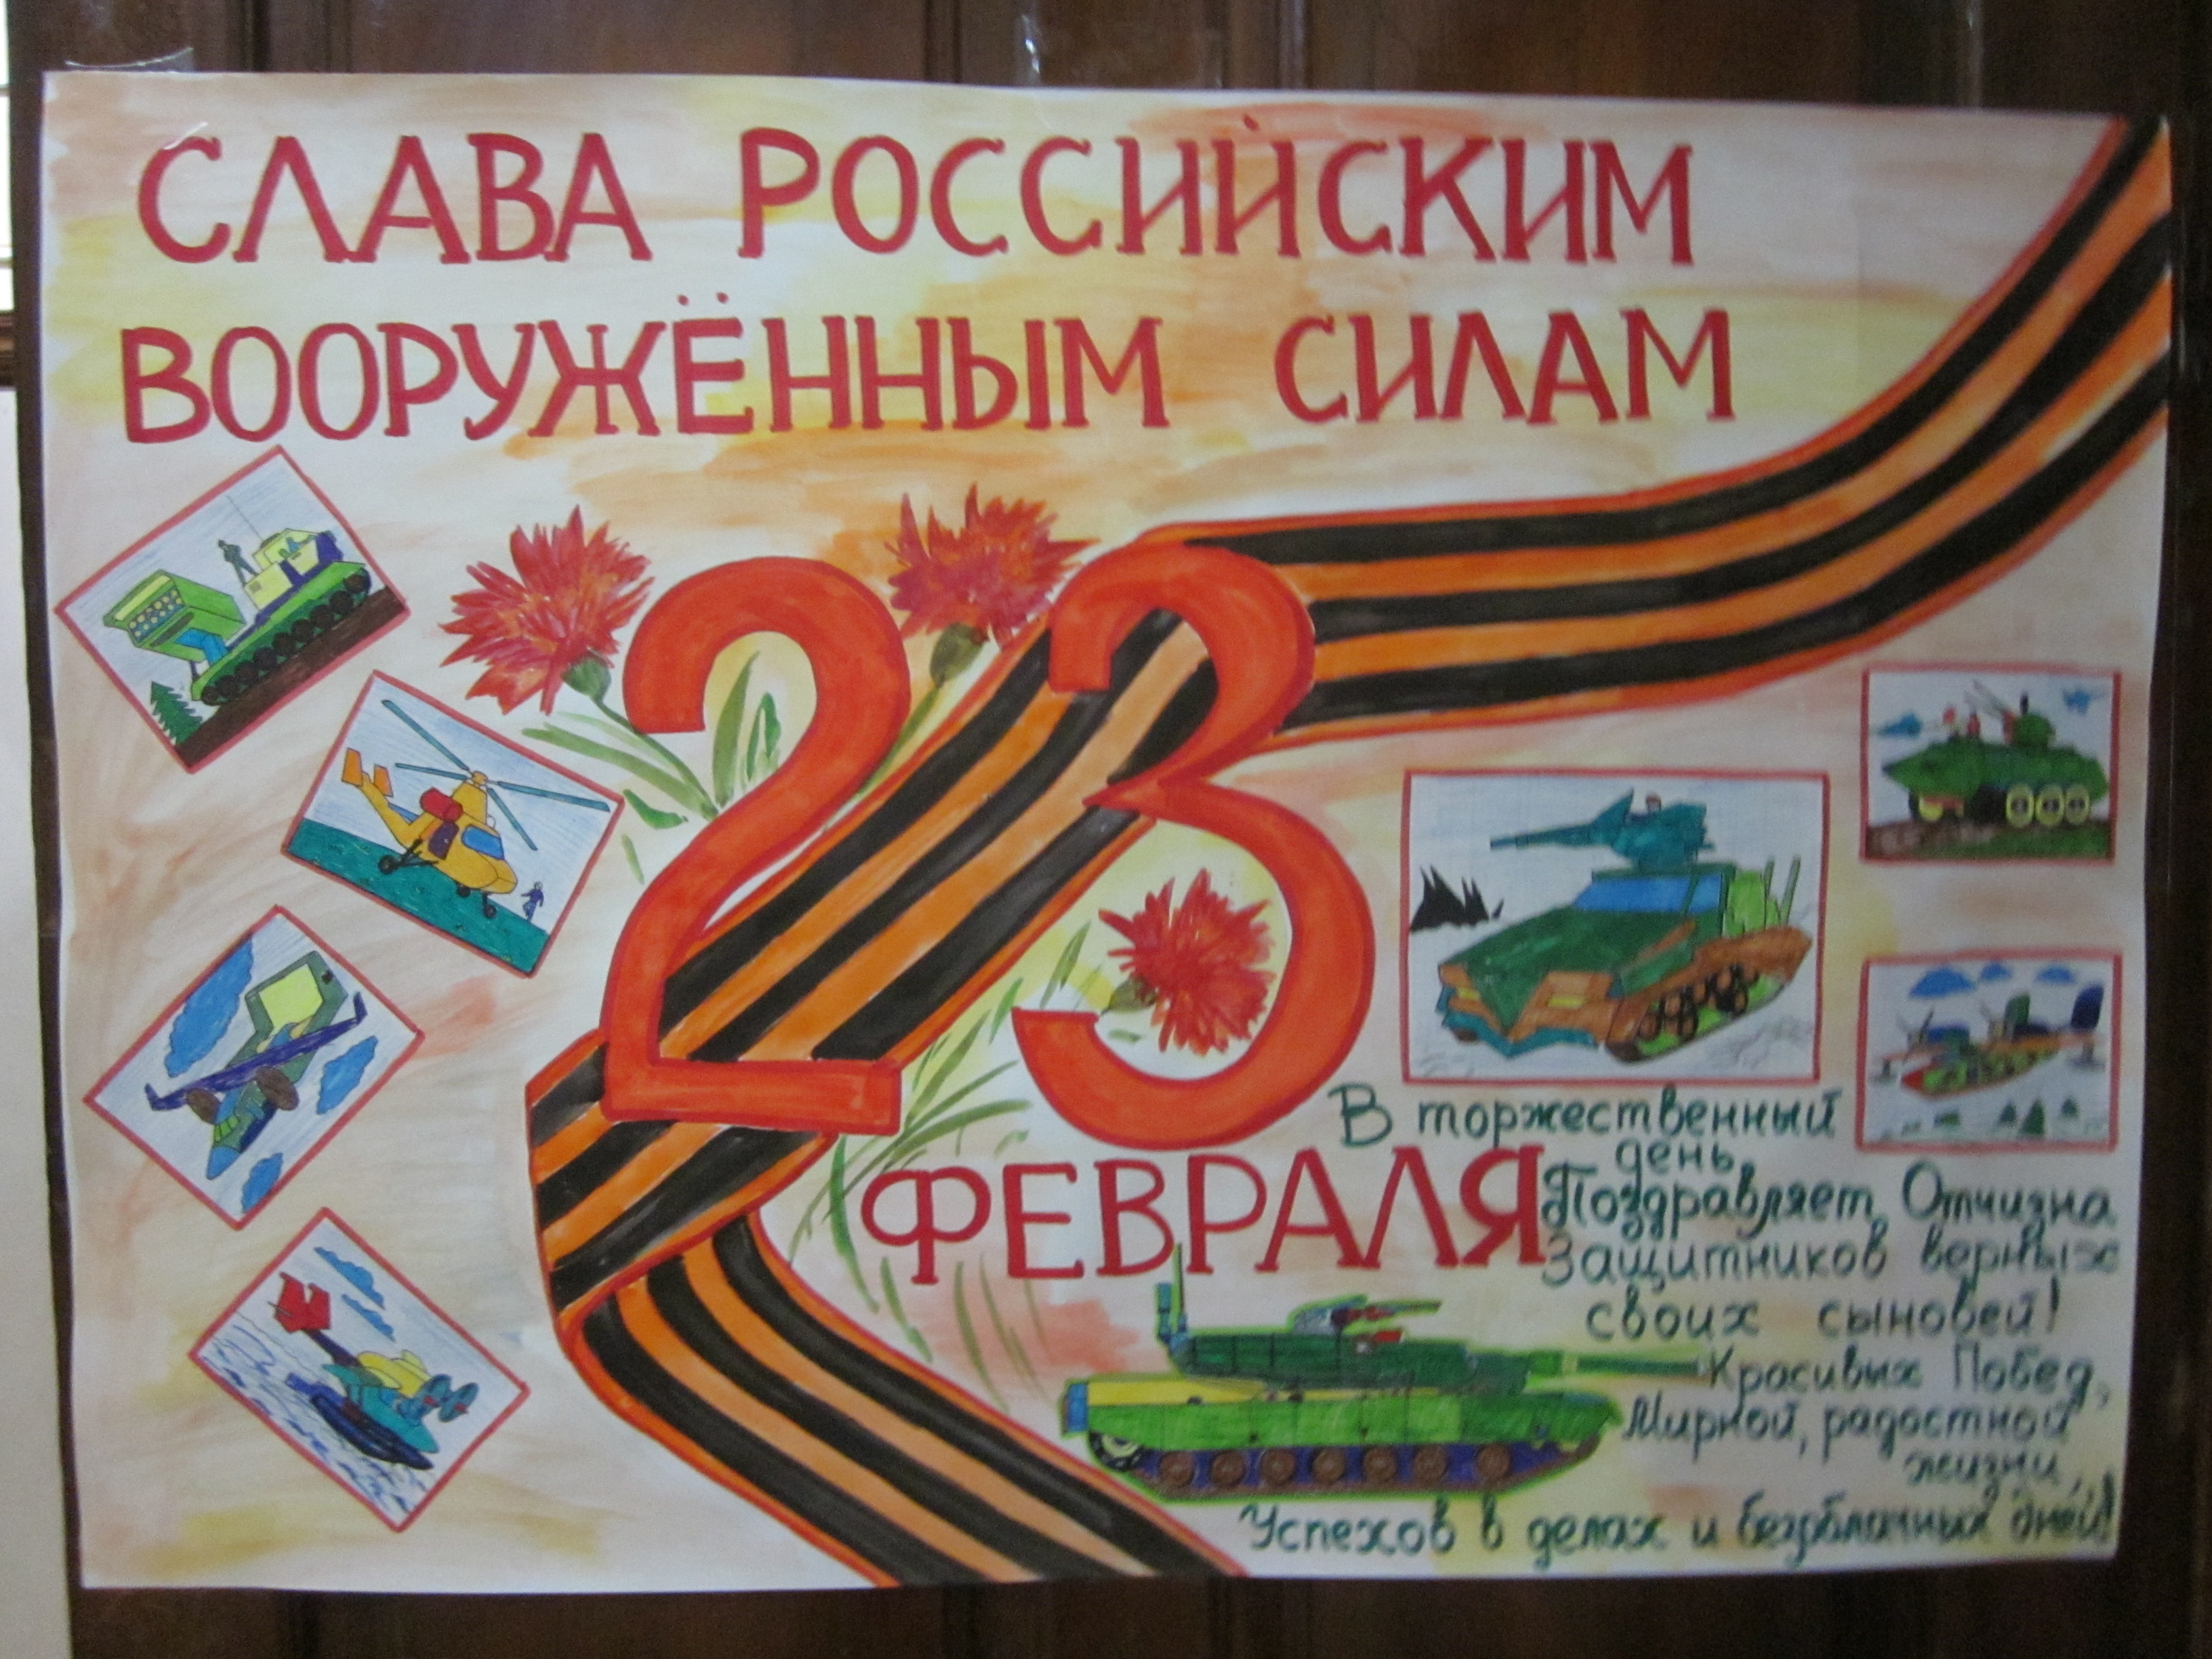 СЛАВА РОССИЙСКИМ
ВООРУЖЁННЫМ СИЛАМ
23
ФЕВРАЛЯ
В торжественный
день
Поздравляет Отчизна
Защитников верных
своих сыновей!
Красивых Побед,
Мирной, радостной
жизни,
Успехов в делах и безоблачных дней!